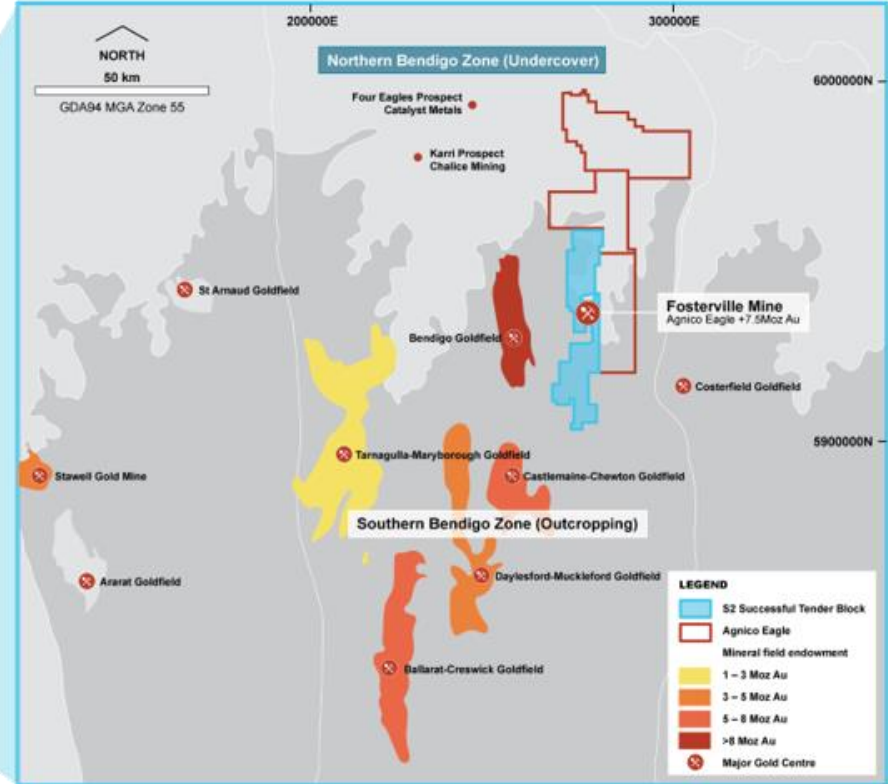 200000E
300000E
NORTH
50 km
GDA94 MGA Zone 55
Northern Bendigo Zone (Undercover)
6000000N
Four Eagles Prospect
Catalyst Metals
Karri Prospect
Chalice Mining
St Arnaud Goldfield
Fosterville Mine
Agnico Eagle +7.5Moz Au
Bendigo Goldfield
Costerfield Goldfield
5900000N
Tarnagulla-Maryborough Goldfield
Stawell Gold Mine
Castlemaine-Chewton Goldfield
Southern Bendigo Zone (Outcropping)
Ararat Goldfield
Daylesford-Muckleford Goldfield
Ballarat-Creswick Goldfield
LEGEND
S2 Successful Tender Block
Agnico Eagle
Mineral field endowment
1 – 3 Moz Au
3 – 5 Moz Au
5 – 8 Moz Au
>8 Moz Au
Major Gold Centre